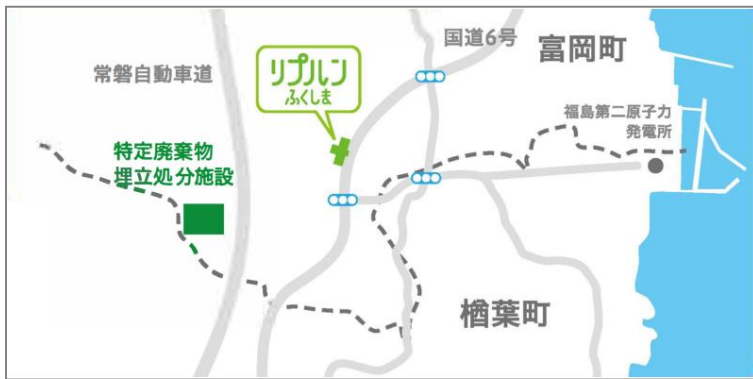 国道6号
富岡町
常磐自動車道
リプルン
ふくしま
福島第二原子力
発電所
特定廃棄物
埋立処分施設
楢葉町